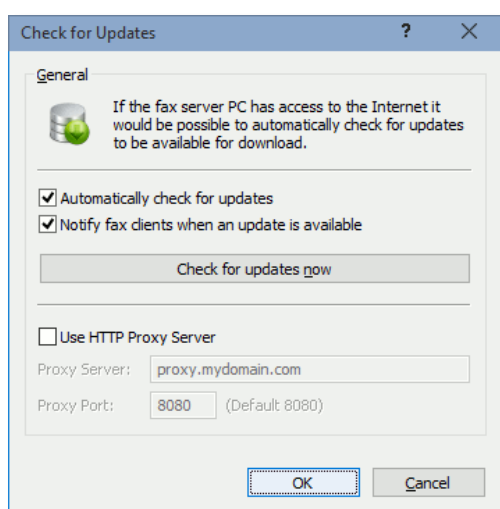 Check for Updates
?
General
If the fax server PC has access to the Internet it
would be possible to automatically check for updates
to be available for download.
Automatically check for updates
Notify fax clients when an update is available
Check for updates now
Use HTTP Proxy Server
Proxy Server: proxy.mydomain.com
Proxy Port: 8080 (Default 8080)
OK Cancel